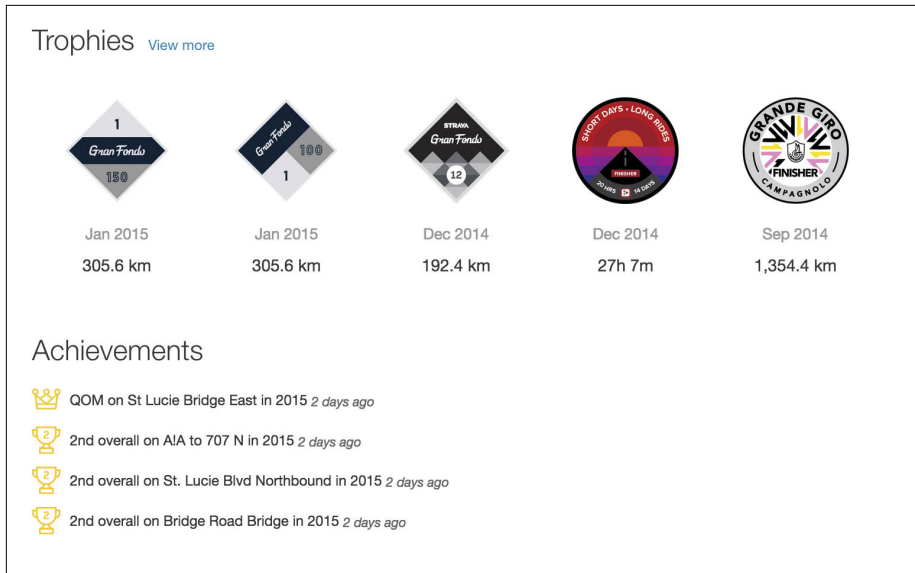 Trophies View more
1
Gran Fondo
150
Gran Fondo
100
1
STRAVA
Gran Fondo
12
SHORT DAYS • LONG RIDES
FINISHER
20 HRS 14 DAYS
GRANDE GIRO
FINISHER
CAMPAGNOLO
Jan 2015 Jan 2015 Dec 2014 Dec 2014 Sep 2014
305.6 km 305.6 km 192.4 km 27h 7m 1,354.4 km
Achievements
QOM on St Lucie Bridge East in 2015 2 days ago
2 2nd overall on A!A to 707 N in 2015 2 days ago
2 2nd overall on St. Lucie Blvd Northbound in 2015 2 days ago
2 2nd overall on Bridge Road Bridge in 2015 2 days ago